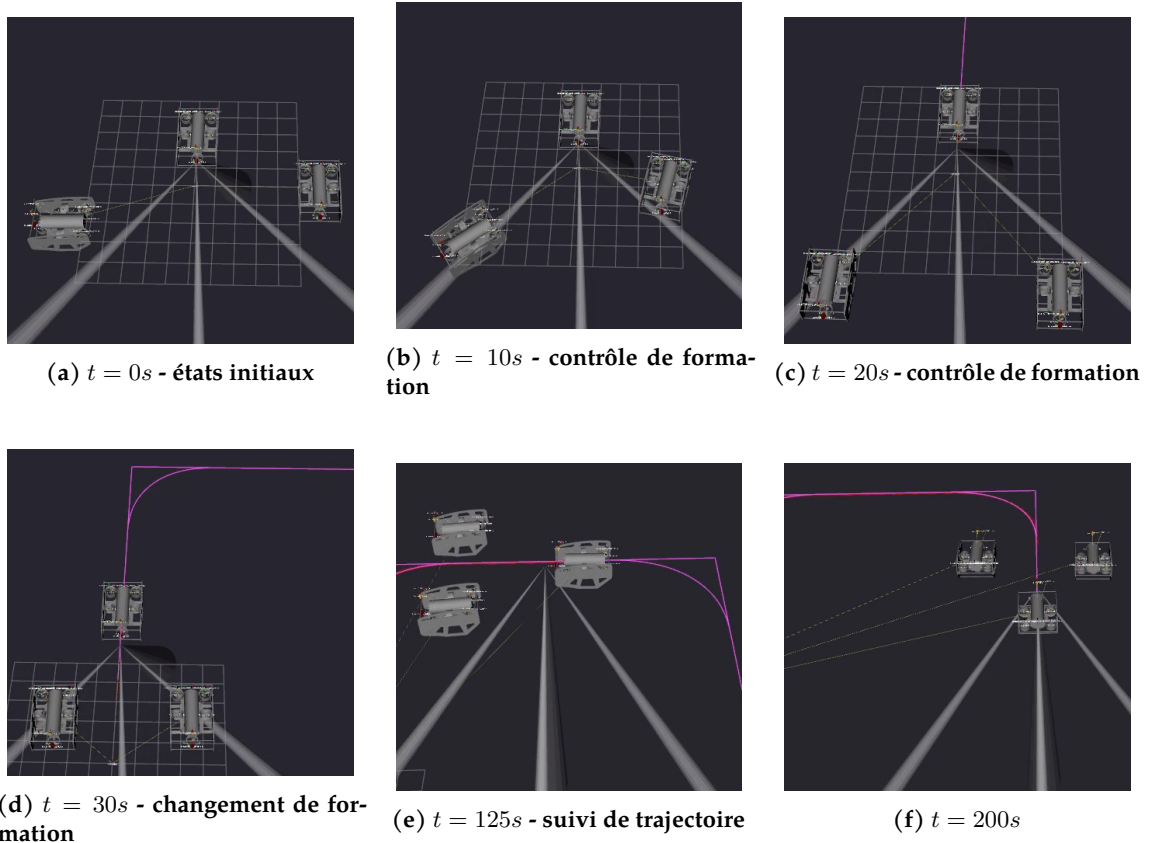 (a) t = 0s - états initiaux
(b) t = 10s - contrôle de forma-
tion
(c) t = 20s - contrôle de formation
(d) t = 30s - changement de for-
mation
(e) t = 125s - suivi de trajectoire
(f) t = 200s